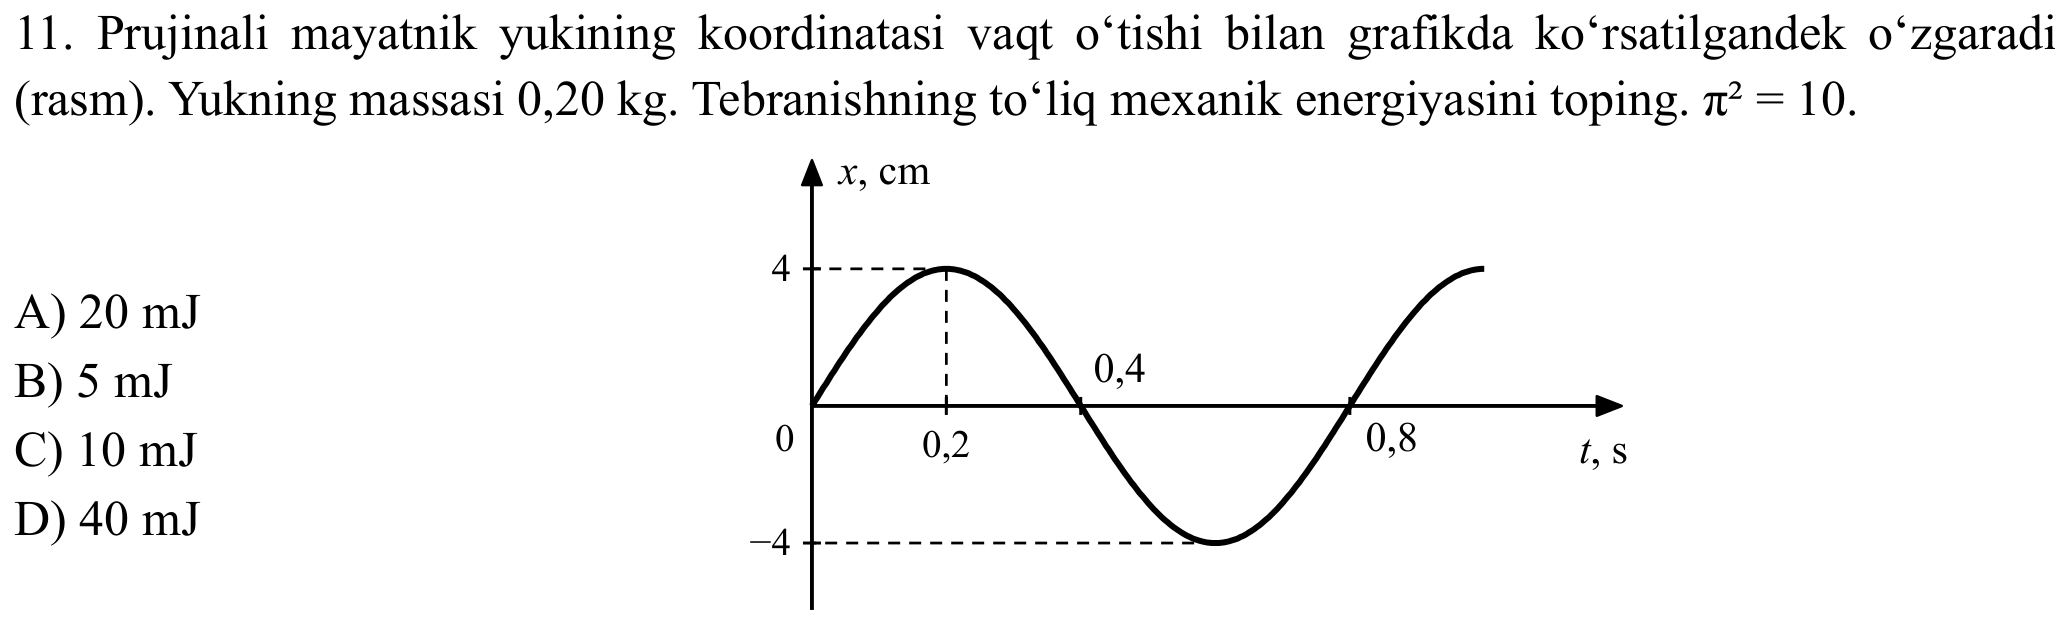 11. Prujinali mayatnik yukining koordinatasi vaqt o‘tishi bilan grafikda ko‘rsatilgandek o‘zgaradi
(rasm). Yukning massasi 0,20 kg. Tebranishning to‘liq mexanik energiyasini toping. π² = 10.
x, cm
4
A) 20 mJ
0,4
B) 5 mJ
0
0,2
0,8
t, s
C) 10 mJ
D) 40 mJ
−4